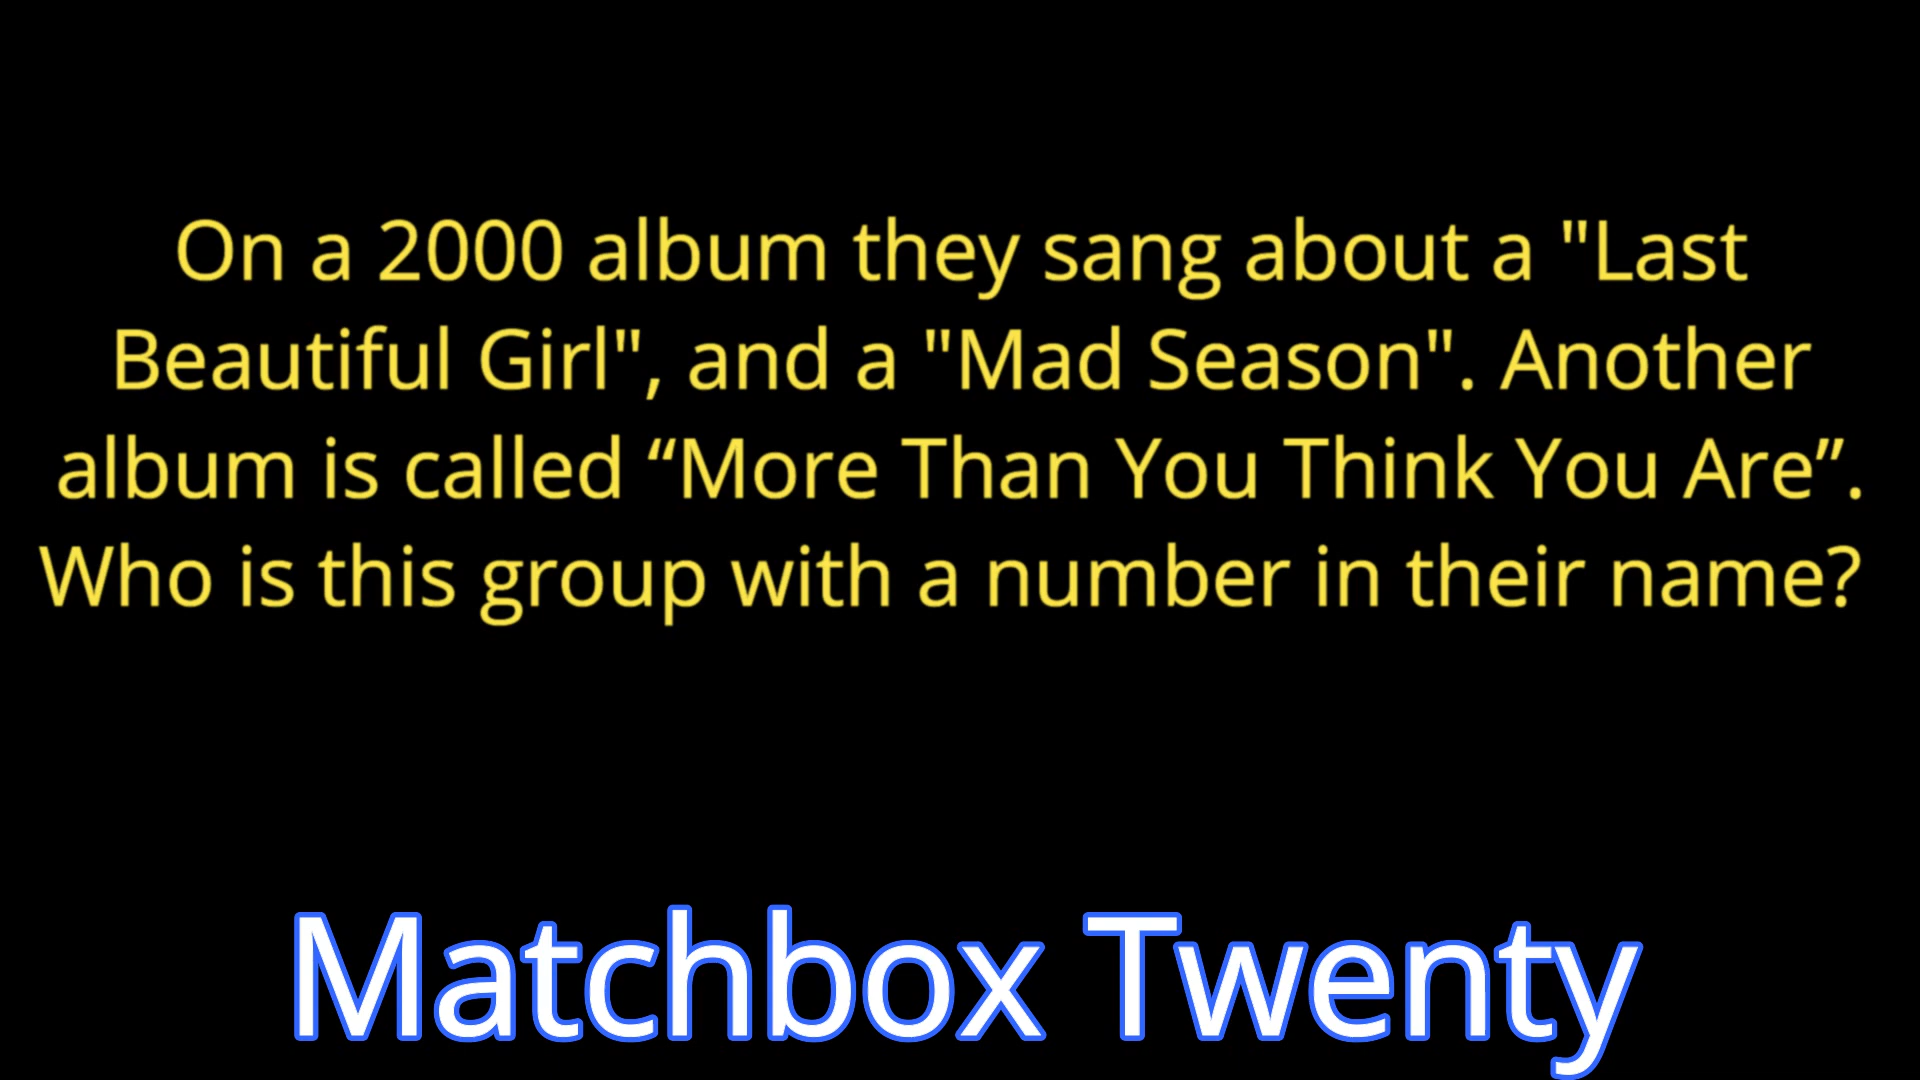 On a 2000 album they sang about a "Last
Beautiful Girl", and a "Mad Season". Another
album is called “More Than You Think You Are”.
Who is this group with a number in their name?
Matchbox Twenty